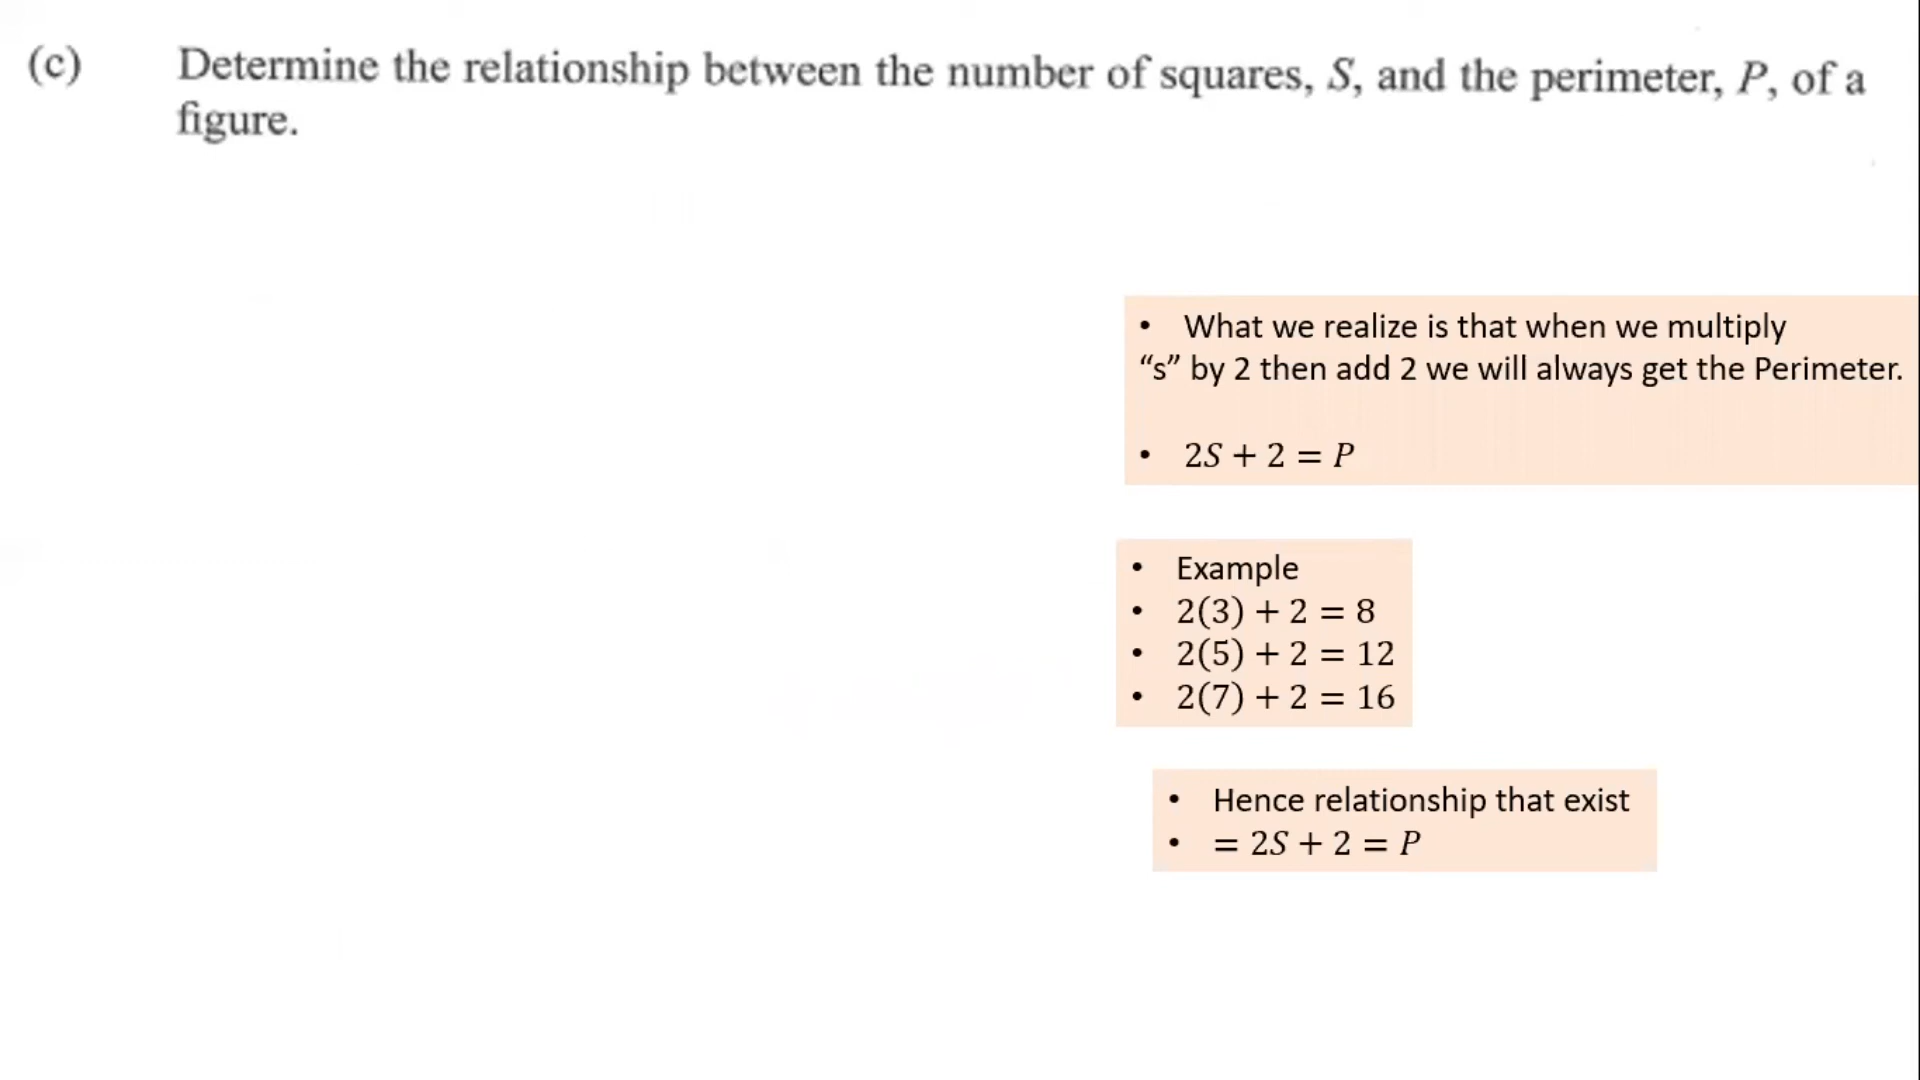 (c) Determine the relationship between the number of squares, S, and the perimeter, P, of a
figure.
• What we realize is that when we multiply
“s” by 2 then add 2 we will always get the Perimeter.
• 2S + 2 = P
• Example
• 2(3) + 2 = 8
• 2(5) + 2 = 12
• 2(7) + 2 = 16
• Hence relationship that exist
• = 2S + 2 = P